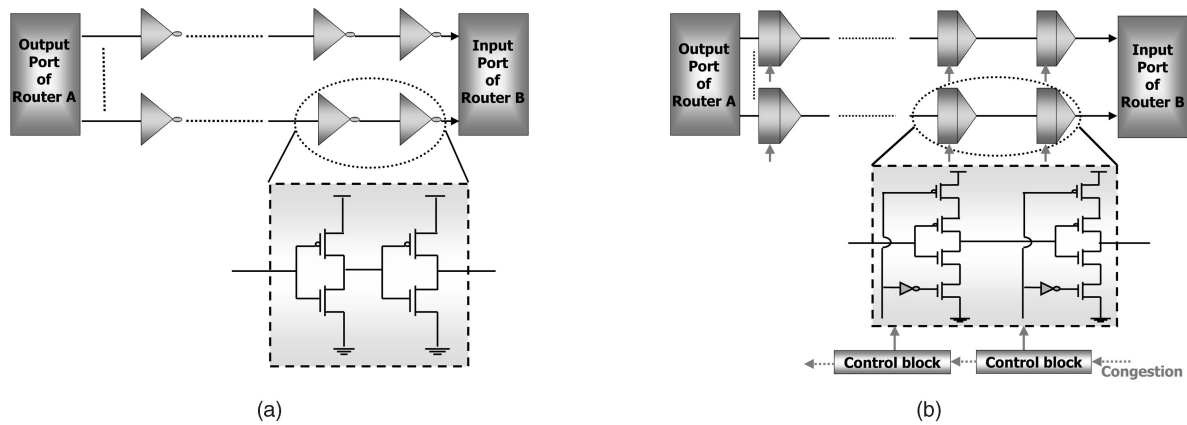 Output
Port
of
Router A
Input
Port
of
Router B
(a)
Output
Port
of
Router A
Input
Port
of
Router B
Control block
Control block
Congestion
(b)